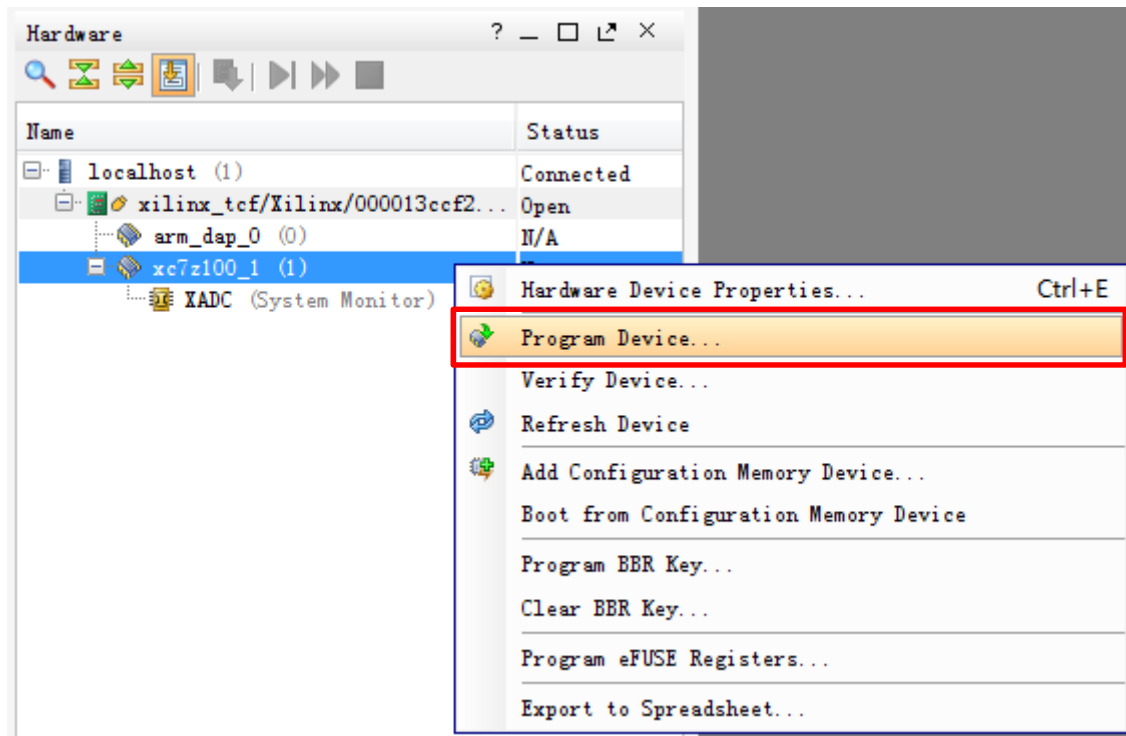 Hardware ?
Name Status
localhost (1) Connected
xilinx_tcf/Xilinx/000013ccf2... Open
arm_dap_0 (0) N/A
xc7z100_1 (1)
XADC (System Monitor)
Hardware Device Properties... Ctrl+E
Program Device...
Verify Device...
Refresh Device
Add Configuration Memory Device...
Boot from Configuration Memory Device
Program BBR Key...
Clear BBR Key...
Program eFUSE Registers...
Export to Spreadsheet...